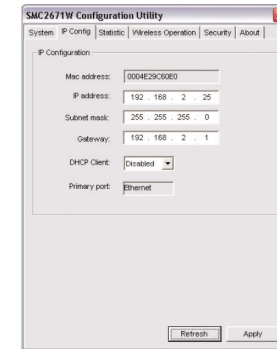 SMC2671W Configuration Utility
System IP Config Statistic Wireless Operation Security About
IP Configuration
Mac address: 0004E29C60E0
IP address: 192 . 168 . 2 . 25
Subnet mask: 255 . 255 . 255 . 0
Gateway: 192 . 168 . 2 . 1
DHCP Client: Disabled
Primary port: Ethernet
Refresh Apply